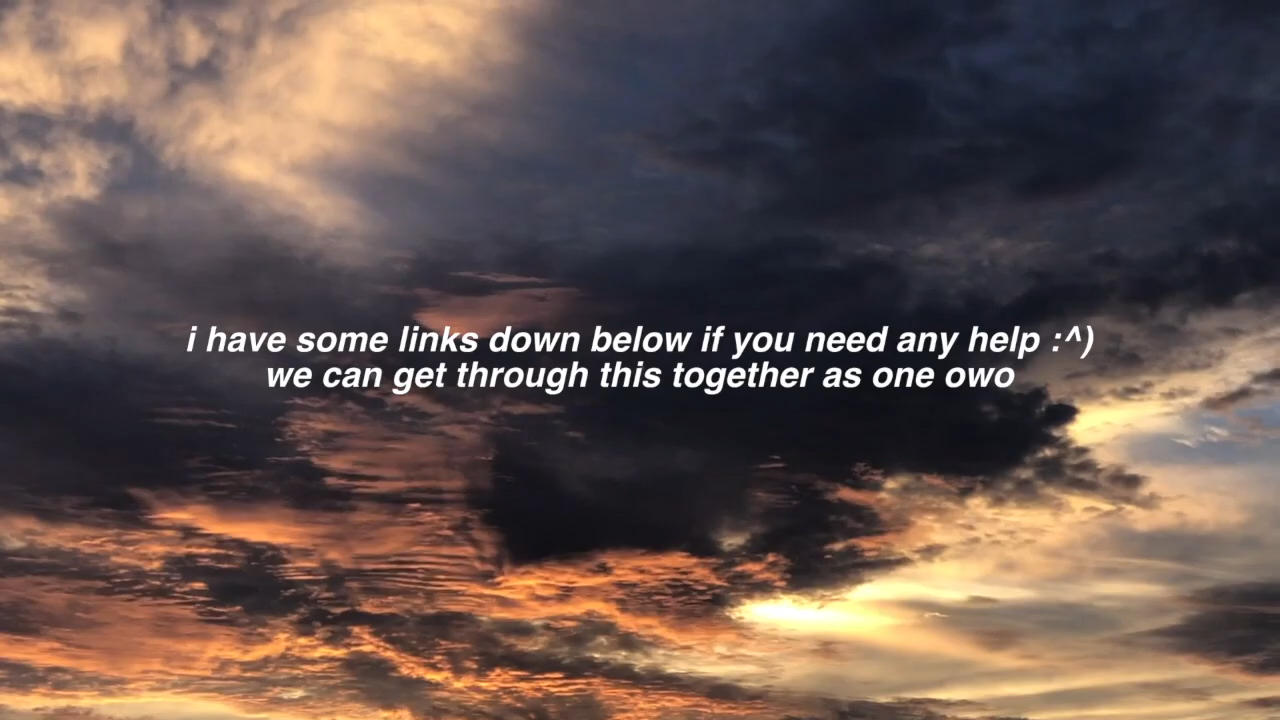 i have some links down below if you need any help :^)
we can get through this together as one owo